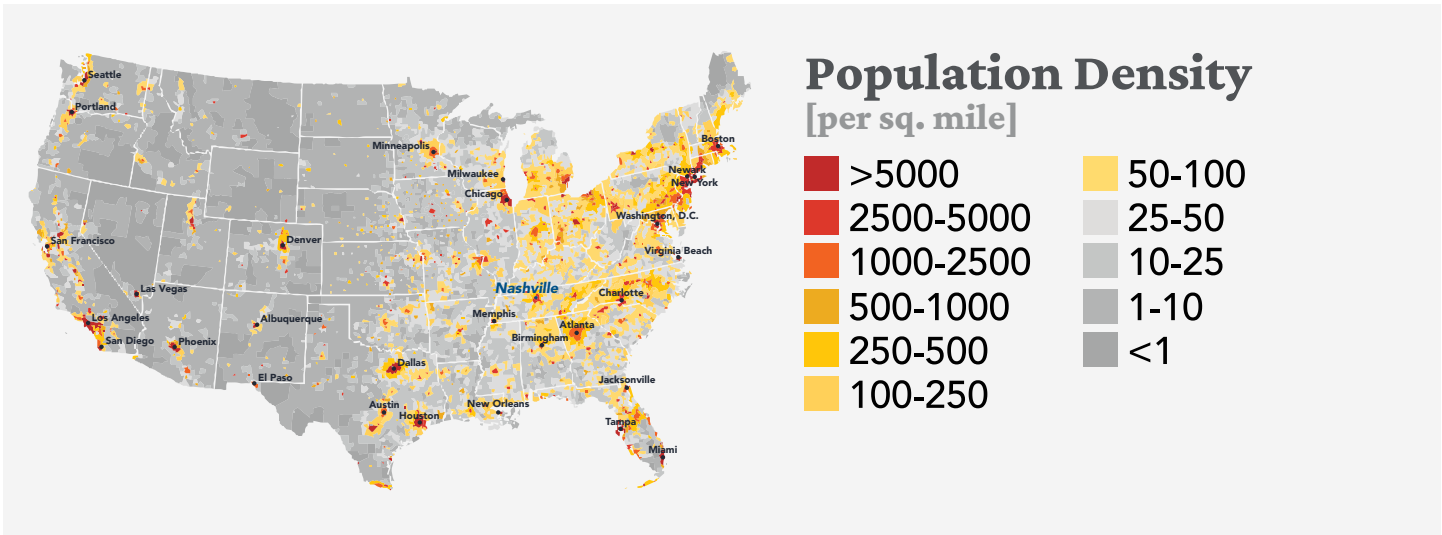 Population Density
[per sq. mile]
>5000
2500-5000
1000-2500
500-1000
250-500
100-250
50-100
25-50
10-25
1-10
<1
Seattle
Portland
Minneapolis
Milwaukee
Chicago
Boston
Newark
New York
Washington, D.C.
Virginia Beach
San Francisco
Denver
Las Vegas
Nashville
Charlotte
Los Angeles
Albuquerque
Memphis
Atlanta
Birmingham
San Diego
Phoenix
Dallas
El Paso
Jacksonville
Austin
Houston
New Orleans
Tampa
Miami